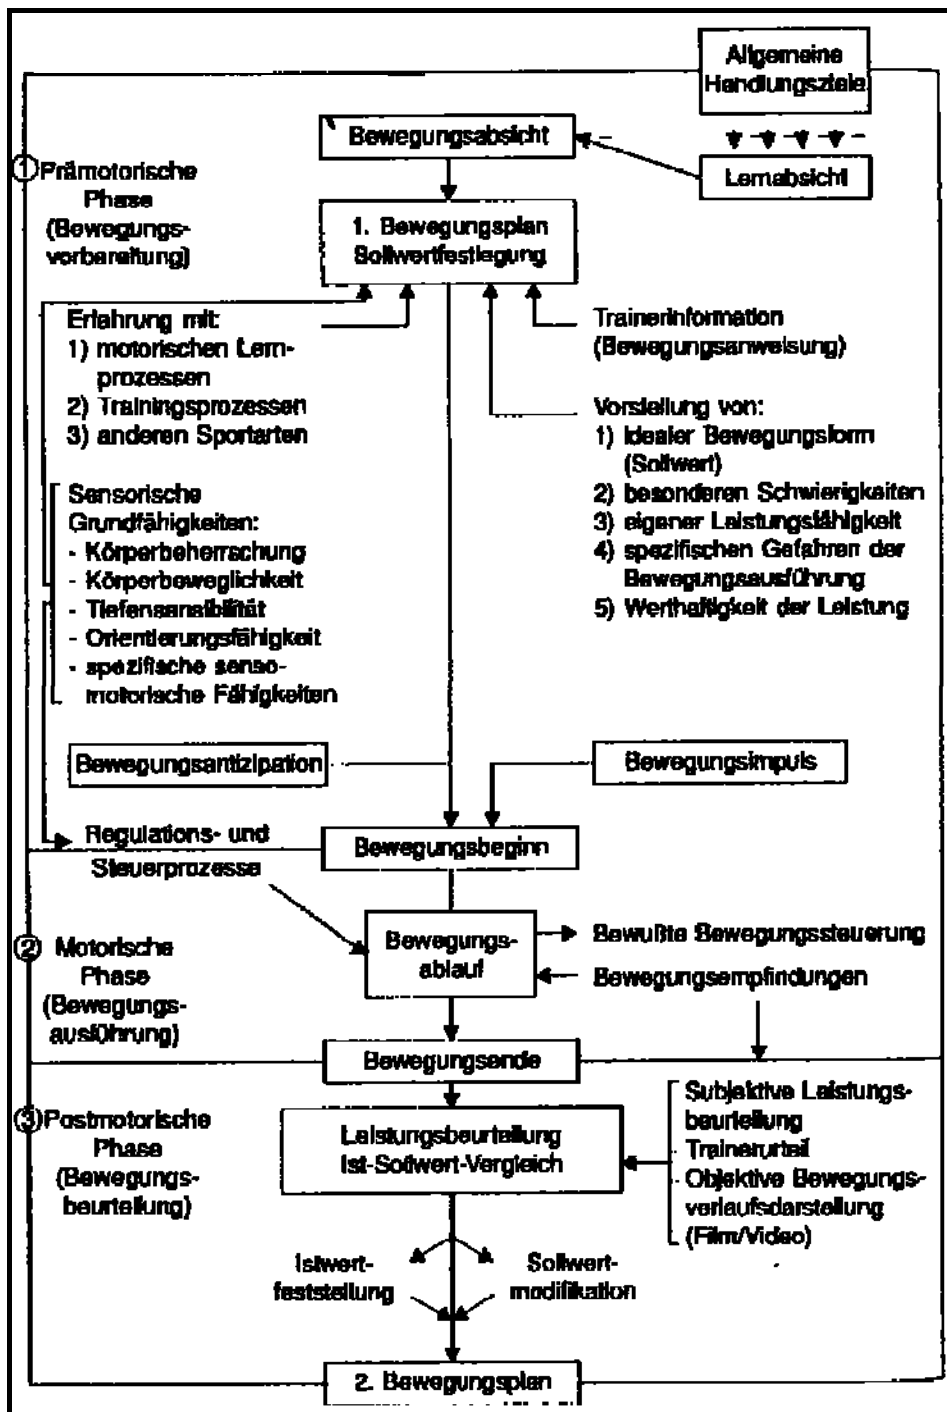 Allgemeine
Handlungsziele
Bewegungsabsicht
Lernabsicht
① Prämotorische
Phase
(Bewegungs-
vorbereitung)
1. Bewegungsplan
Sollwertfestlegung
Erfahrung mit:
1) motorischen Lern-
prozessen
2) Trainingsprozessen
3) anderen Sportarten
Trainerinformation
(Bewegungsanweisung)
Vorstellung von:
1) idealer Bewegungsform
(Sollwert)
2) besonderen Schwierigkeiten
3) eigener Leistungsfähigkeit
4) spezifischen Gefahren der
Bewegungsausführung
5) Werthaltigkeit der Leistung
Sensorische
Grundfähigkeiten:
- Körperbeherrschung
- Körperbeweglichkeit
- Tiefensensibilität
- Orientierungsfähigkeit
- spezifische senso-
motorische Fähigkeiten
Bewegungsantizipation
Bewegungsimpuls
Regulations- und
Steuerprozesse
Bewegungsbeginn
② Motorische
Phase
(Bewegungs-
ausführung)
Bewegungs-
ablauf
Bewußte Bewegungssteuerung
Bewegungsempfindungen
Bewegungsende
③ Postmotorische
Phase
(Bewegungs-
beurteilung)
Leistungsbeurteilung
Ist-Sollwert-Vergleich
Subjektive Leistungs-
beurteilung
- Trainerurteil
- Objektive Bewegungs-
verlaufsdarstellung
(Film/Video)
Istwert-
feststellung
Sollwert-
modifikation
2. Bewegungsplan